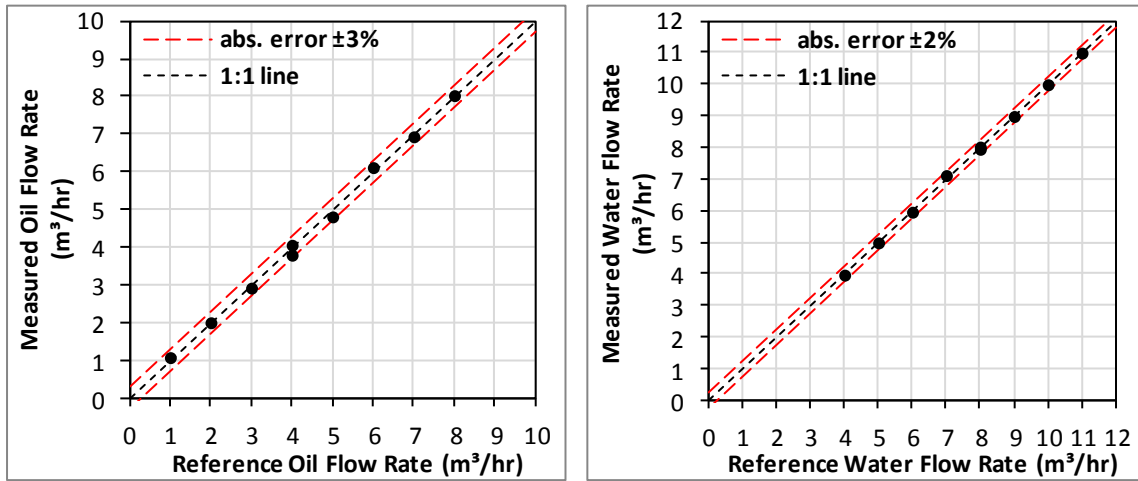 abs. error ±3%
1:1 line
10
9
8
7
6
5
4
3
2
1
0
Measured Oil Flow Rate
(m³/hr)
0 1 2 3 4 5 6 7 8 9 10
Reference Oil Flow Rate (m³/hr)
abs. error ±2%
1:1 line
12
11
10
9
8
7
6
5
4
3
2
1
0
Measured Water Flow Rate
(m³/hr)
0 1 2 3 4 5 6 7 8 9 10 11 12
Reference Water Flow Rate (m³/hr)